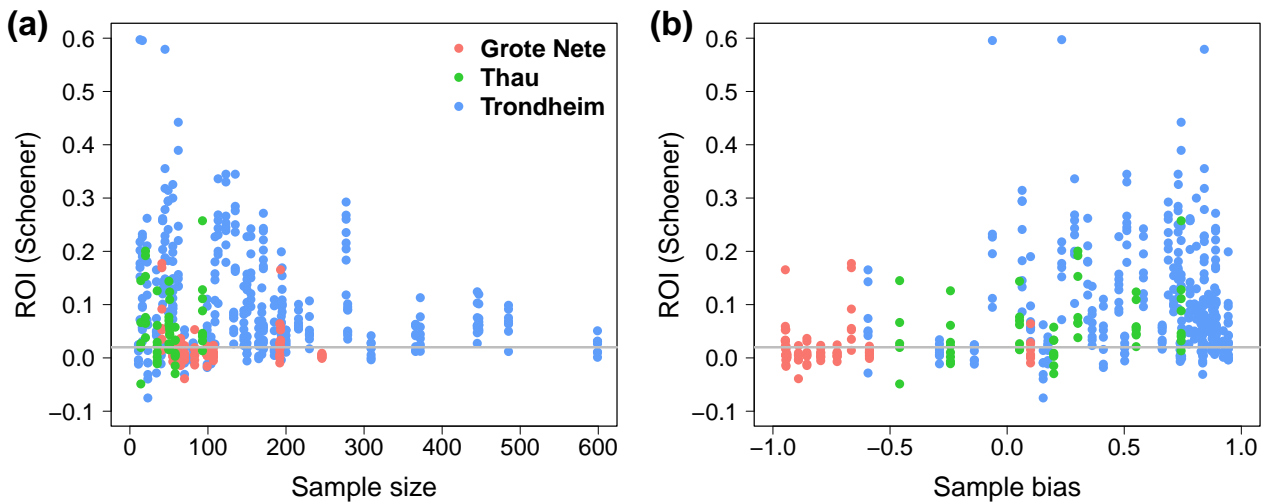 (a)
ROI (Schoener)
0.6
0.5
0.4
0.3
0.2
0.1
0.0
−0.1
0 100 200 300 400 500 600
Sample size
Grote Nete
Thau
Trondheim
(b)
ROI (Schoener)
0.6
0.5
0.4
0.3
0.2
0.1
0.0
−0.1
−1.0 −0.5 0.0 0.5 1.0
Sample bias